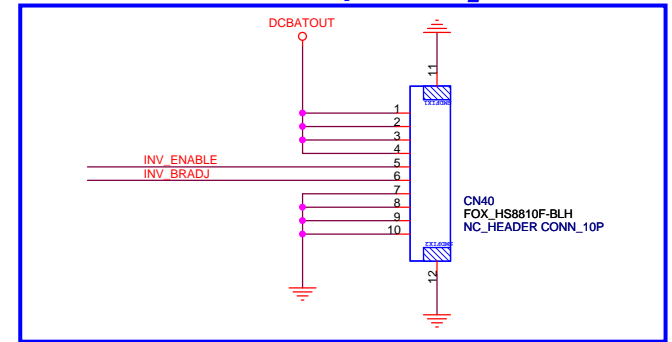 DCBATOUT
11
1
2
3
4
INV_ENABLE
5
INV_BRADJ
6
7
8
9
10
12
CN40
FOX_HS8810F-BLH
NC_HEADER CONN_10P